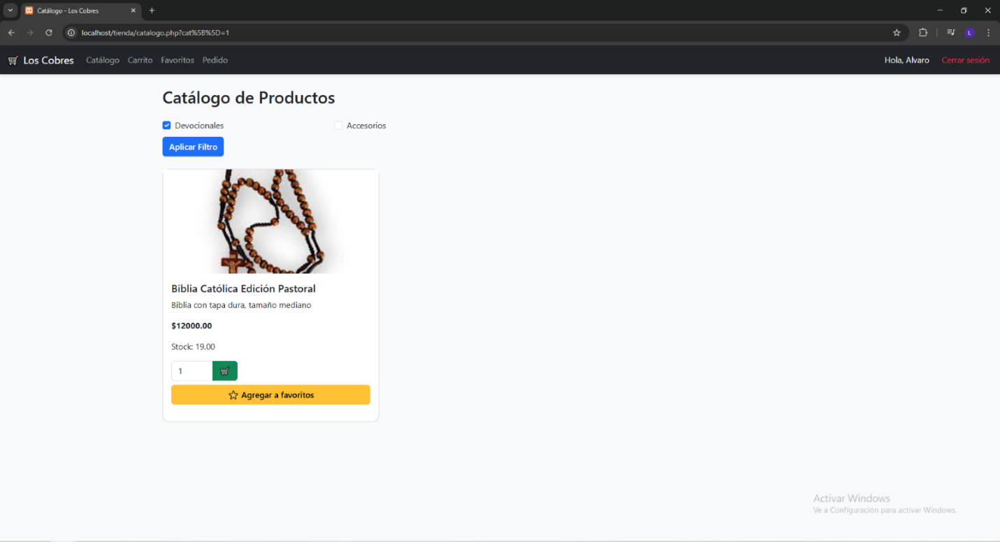 Catálogo - Los Cobres
localhost/tienda/catalogo.php?cat%5B%5D=1
L
Los Cobres Catálogo Carrito Favoritos Pedido Hola, Alvaro Cerrar sesión
Catálogo de Productos
Devocionales Accesorios
Aplicar Filtro
Biblia Católica Edición Pastoral
Biblia con tapa dura, tamaño mediano
$12000.00
Stock: 19.00
1
Agregar a favoritos
Activar Windows
Ve a Configuración para activar Windows.